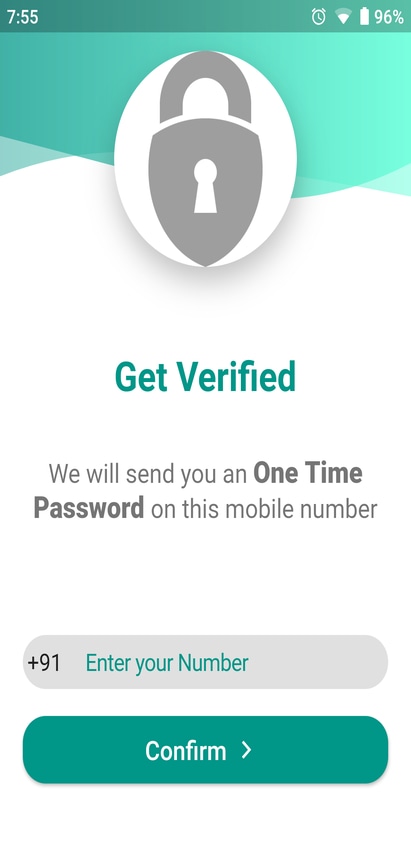 7:55 96%
Get Verified
We will send you an One Time
Password on this mobile number
+91 Enter your Number
Confirm